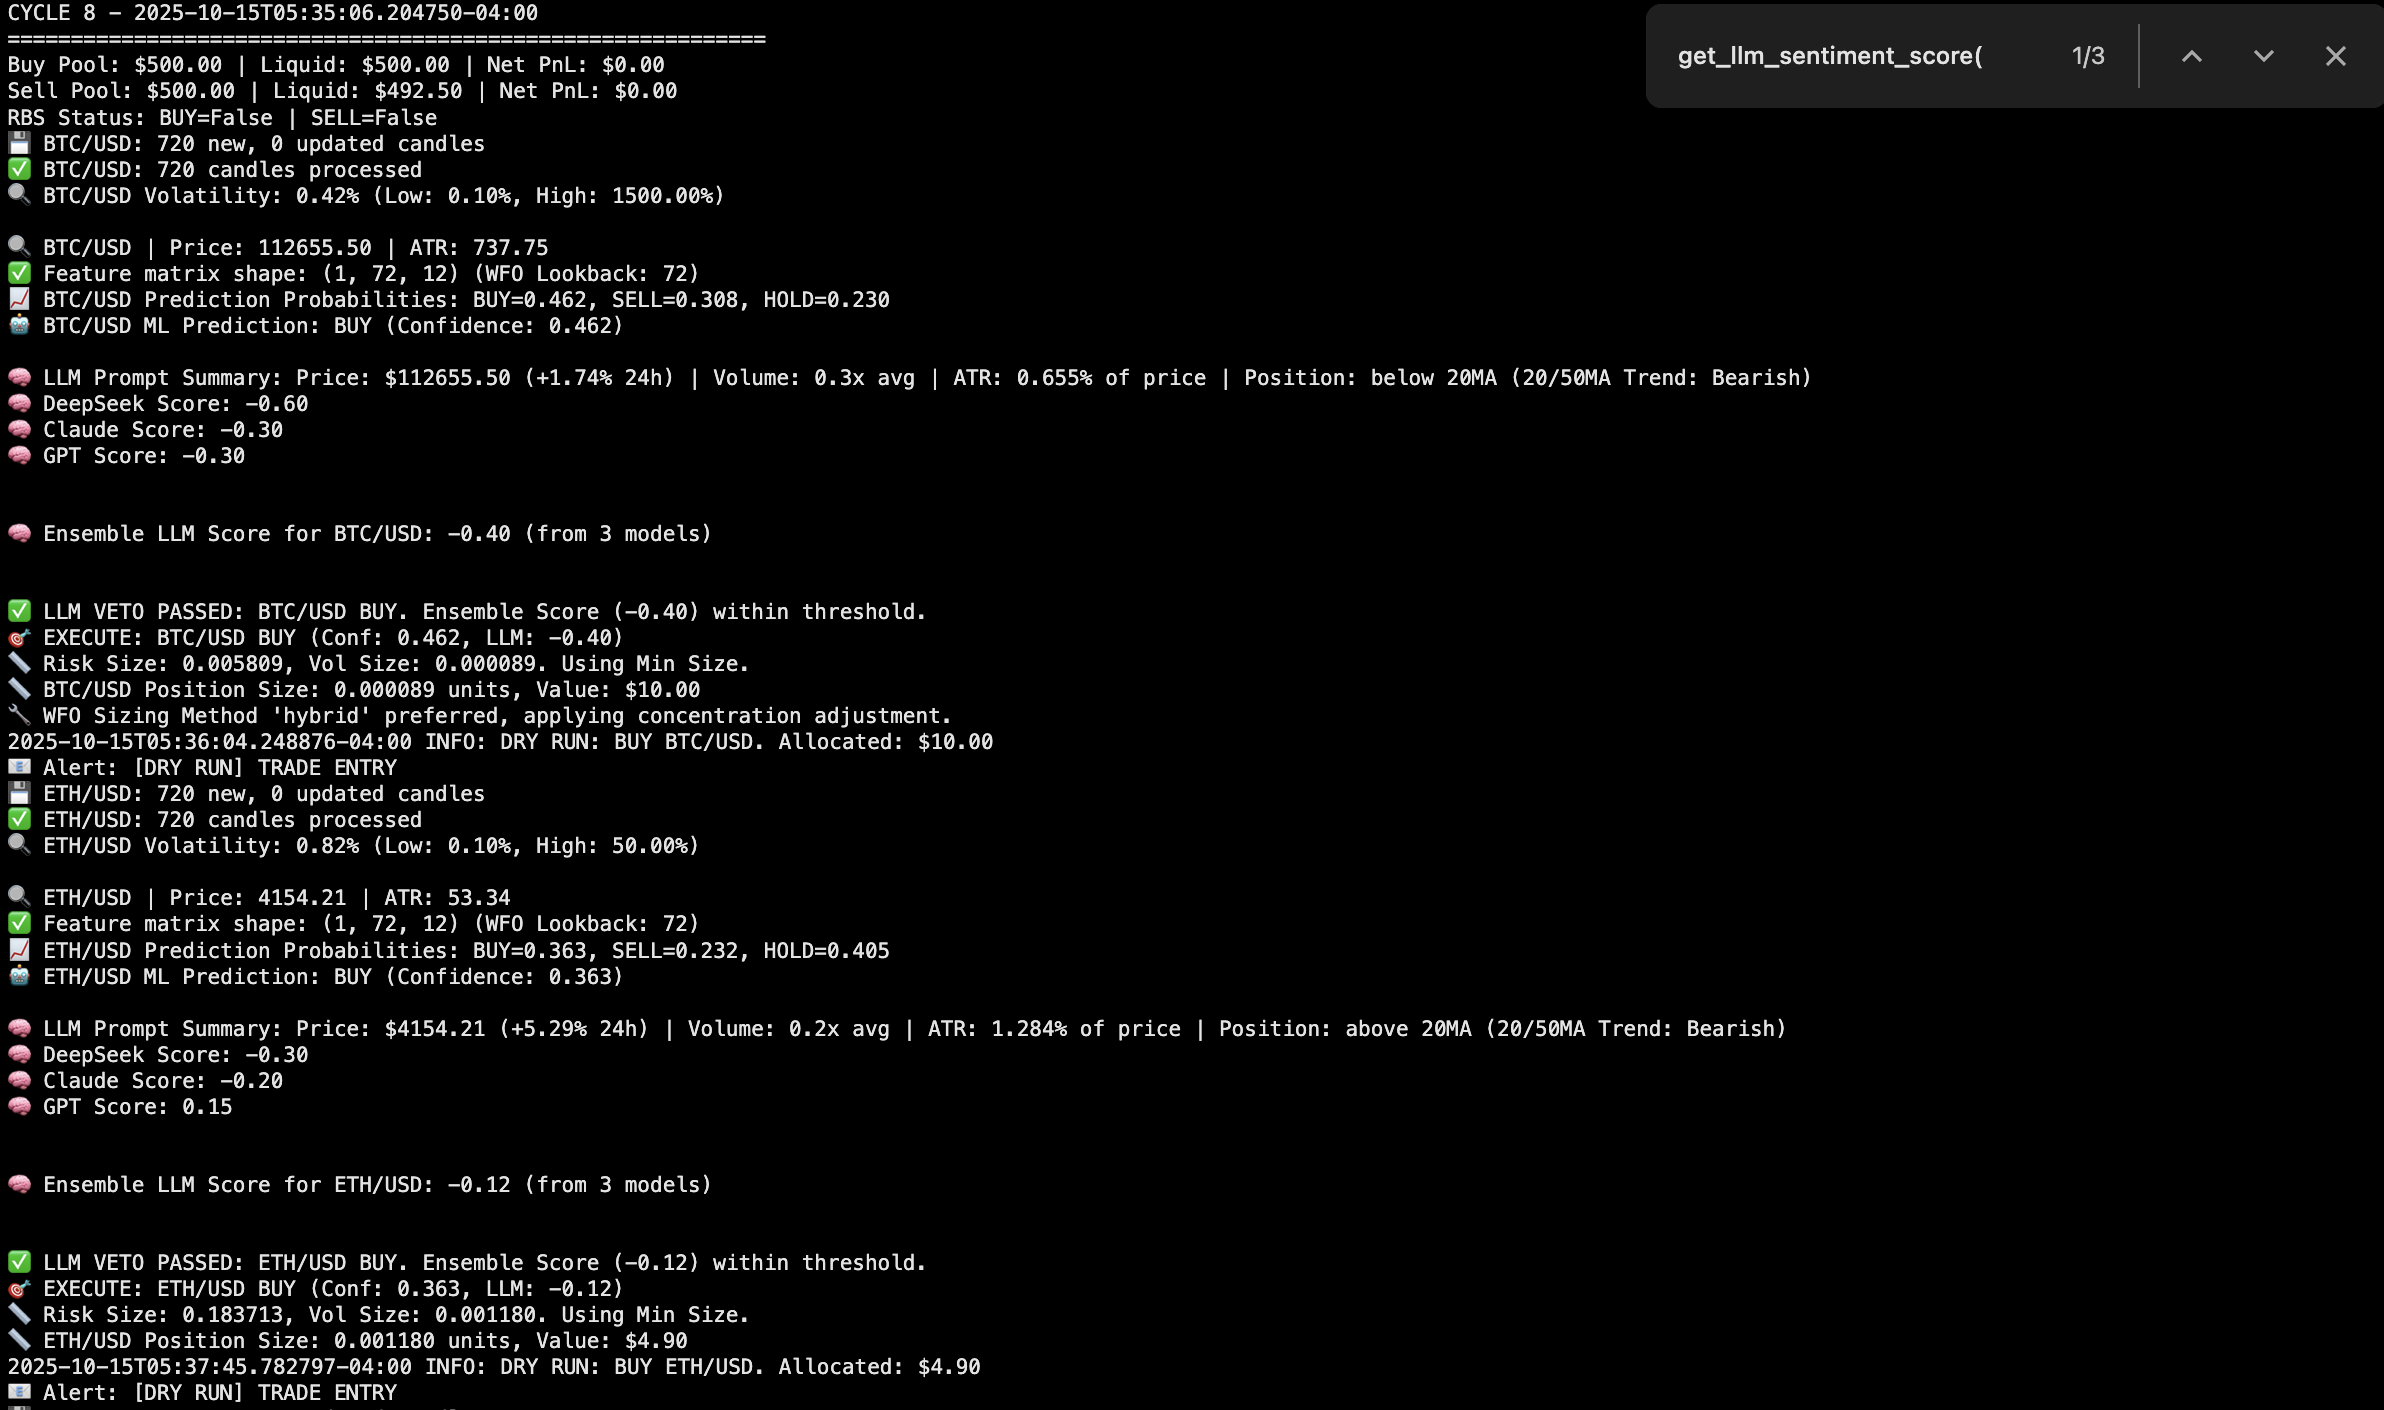 CYCLE 8 - 2025-10-15T05:35:06.204750-04:00
============================================================
get_llm_sentiment_score( 1/3
Buy Pool: $500.00 | Liquid: $500.00 | Net PnL: $0.00
Sell Pool: $500.00 | Liquid: $492.50 | Net PnL: $0.00
RBS Status: BUY=False | SELL=False
💾 BTC/USD: 720 new, 0 updated candles
✅ BTC/USD: 720 candles processed
🔍 BTC/USD Volatility: 0.42% (Low: 0.10%, High: 1500.00%)
🔍 BTC/USD | Price: 112655.50 | ATR: 737.75
✅ Feature matrix shape: (1, 72, 12) (WFO Lookback: 72)
📈 BTC/USD Prediction Probabilities: BUY=0.462, SELL=0.308, HOLD=0.230
🤖 BTC/USD ML Prediction: BUY (Confidence: 0.462)
🧠 LLM Prompt Summary: Price: $112655.50 (+1.74% 24h) | Volume: 0.3x avg | ATR: 0.655% of price | Position: below 20MA (20/50MA Trend: Bearish)
🧠 DeepSeek Score: -0.60
🧠 Claude Score: -0.30
🧠 GPT Score: -0.30
🧠 Ensemble LLM Score for BTC/USD: -0.40 (from 3 models)
✅ LLM VETO PASSED: BTC/USD BUY. Ensemble Score (-0.40) within threshold.
🎯 EXECUTE: BTC/USD BUY (Conf: 0.462, LLM: -0.40)
📏 Risk Size: 0.005809, Vol Size: 0.000089. Using Min Size.
📏 BTC/USD Position Size: 0.000089 units, Value: $10.00
🔧 WFO Sizing Method 'hybrid' preferred, applying concentration adjustment.
2025-10-15T05:36:04.248876-04:00 INFO: DRY RUN: BUY BTC/USD. Allocated: $10.00
📧 Alert: [DRY RUN] TRADE ENTRY
💾 ETH/USD: 720 new, 0 updated candles
✅ ETH/USD: 720 candles processed
🔍 ETH/USD Volatility: 0.82% (Low: 0.10%, High: 50.00%)
🔍 ETH/USD | Price: 4154.21 | ATR: 53.34
✅ Feature matrix shape: (1, 72, 12) (WFO Lookback: 72)
📈 ETH/USD Prediction Probabilities: BUY=0.363, SELL=0.232, HOLD=0.405
🤖 ETH/USD ML Prediction: BUY (Confidence: 0.363)
🧠 LLM Prompt Summary: Price: $4154.21 (+5.29% 24h) | Volume: 0.2x avg | ATR: 1.284% of price | Position: above 20MA (20/50MA Trend: Bearish)
🧠 DeepSeek Score: -0.30
🧠 Claude Score: -0.20
🧠 GPT Score: 0.15
🧠 Ensemble LLM Score for ETH/USD: -0.12 (from 3 models)
✅ LLM VETO PASSED: ETH/USD BUY. Ensemble Score (-0.12) within threshold.
🎯 EXECUTE: ETH/USD BUY (Conf: 0.363, LLM: -0.12)
📏 Risk Size: 0.183713, Vol Size: 0.001180. Using Min Size.
📏 ETH/USD Position Size: 0.001180 units, Value: $4.90
2025-10-15T05:37:45.782797-04:00 INFO: DRY RUN: BUY ETH/USD. Allocated: $4.90
📧 Alert: [DRY RUN] TRADE ENTRY